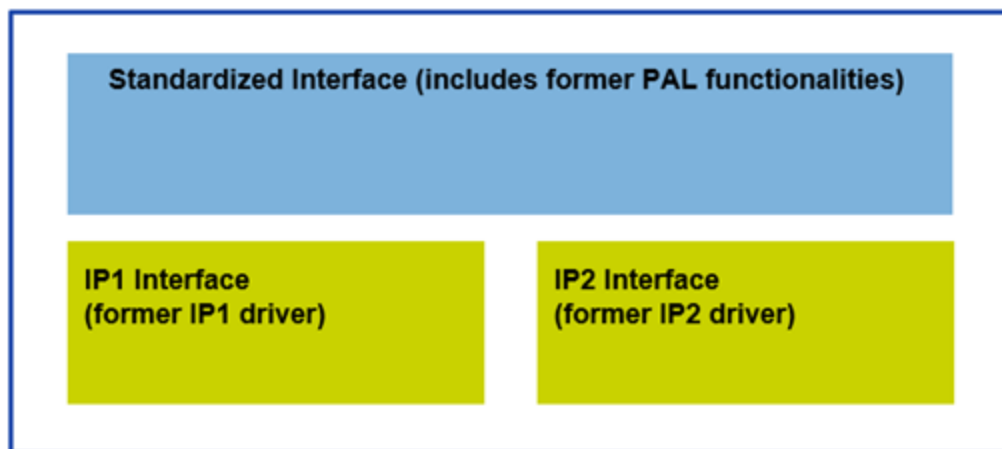 Standardized Interface (includes former PAL functionalities)
IP1 Interface
(former IP1 driver)
IP2 Interface
(former IP2 driver)